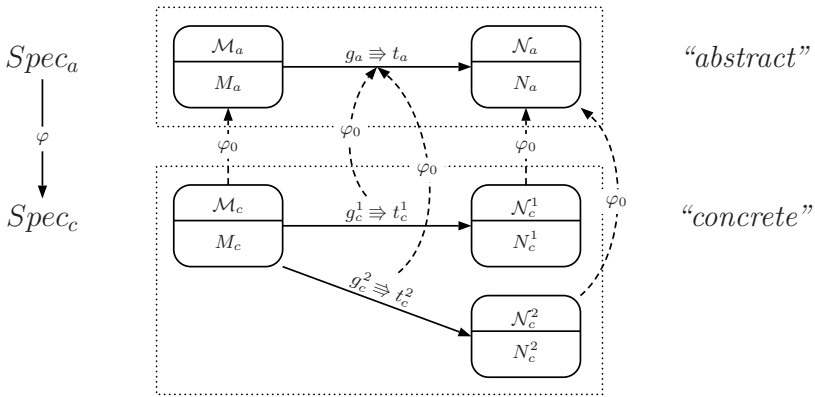 Spec_a
φ
Spec_c
𝓜_a
M_a
g_a ⇛ t_a
𝓝_a
N_a
"abstract"
φ_0
φ_0
φ_0
φ_0
φ_0
𝓜_c
M_c
g_c^1 ⇛ t_c^1
𝓝_c^1
N_c^1
"concrete"
g_c^2 ⇛ t_c^2
𝓝_c^2
N_c^2